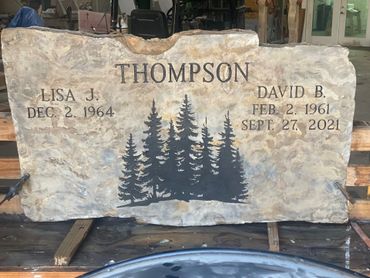 THOMPSON
LISA J.
DEC. 2. 1964
DAVID B.
FEB. 2. 1961
SEPT. 27. 2021